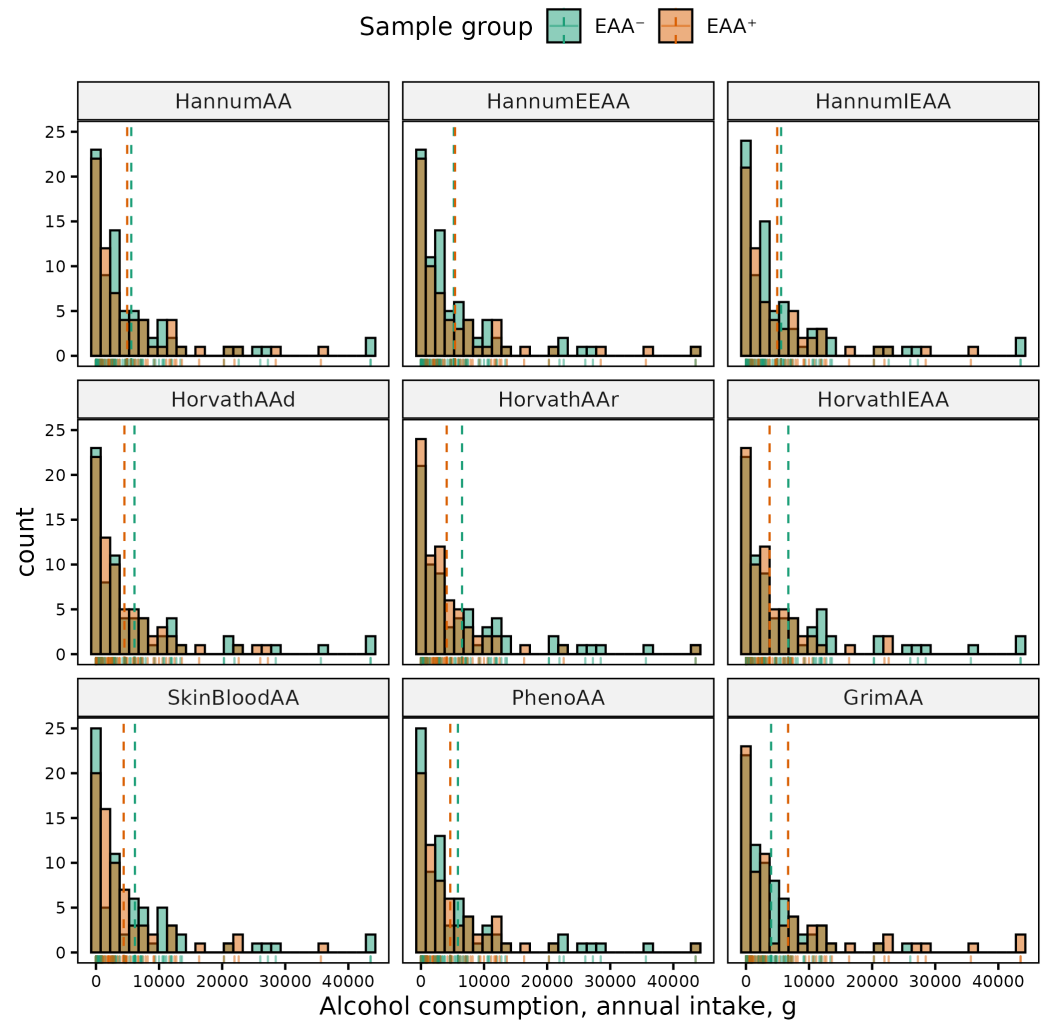 Sample group EAA⁻ EAA⁺
HannumAA HannumEEAA HannumIEAA
25
20
15
10
5
0
HorvathAAd HorvathAAr HorvathIEAA
25
20
15
10
5
0
count
SkinBloodAA PhenoAA GrimAA
25
20
15
10
5
0
0 10000 20000 30000 40000 0 10000 20000 30000 40000 0 10000 20000 30000 40000
Alcohol consumption, annual intake, g